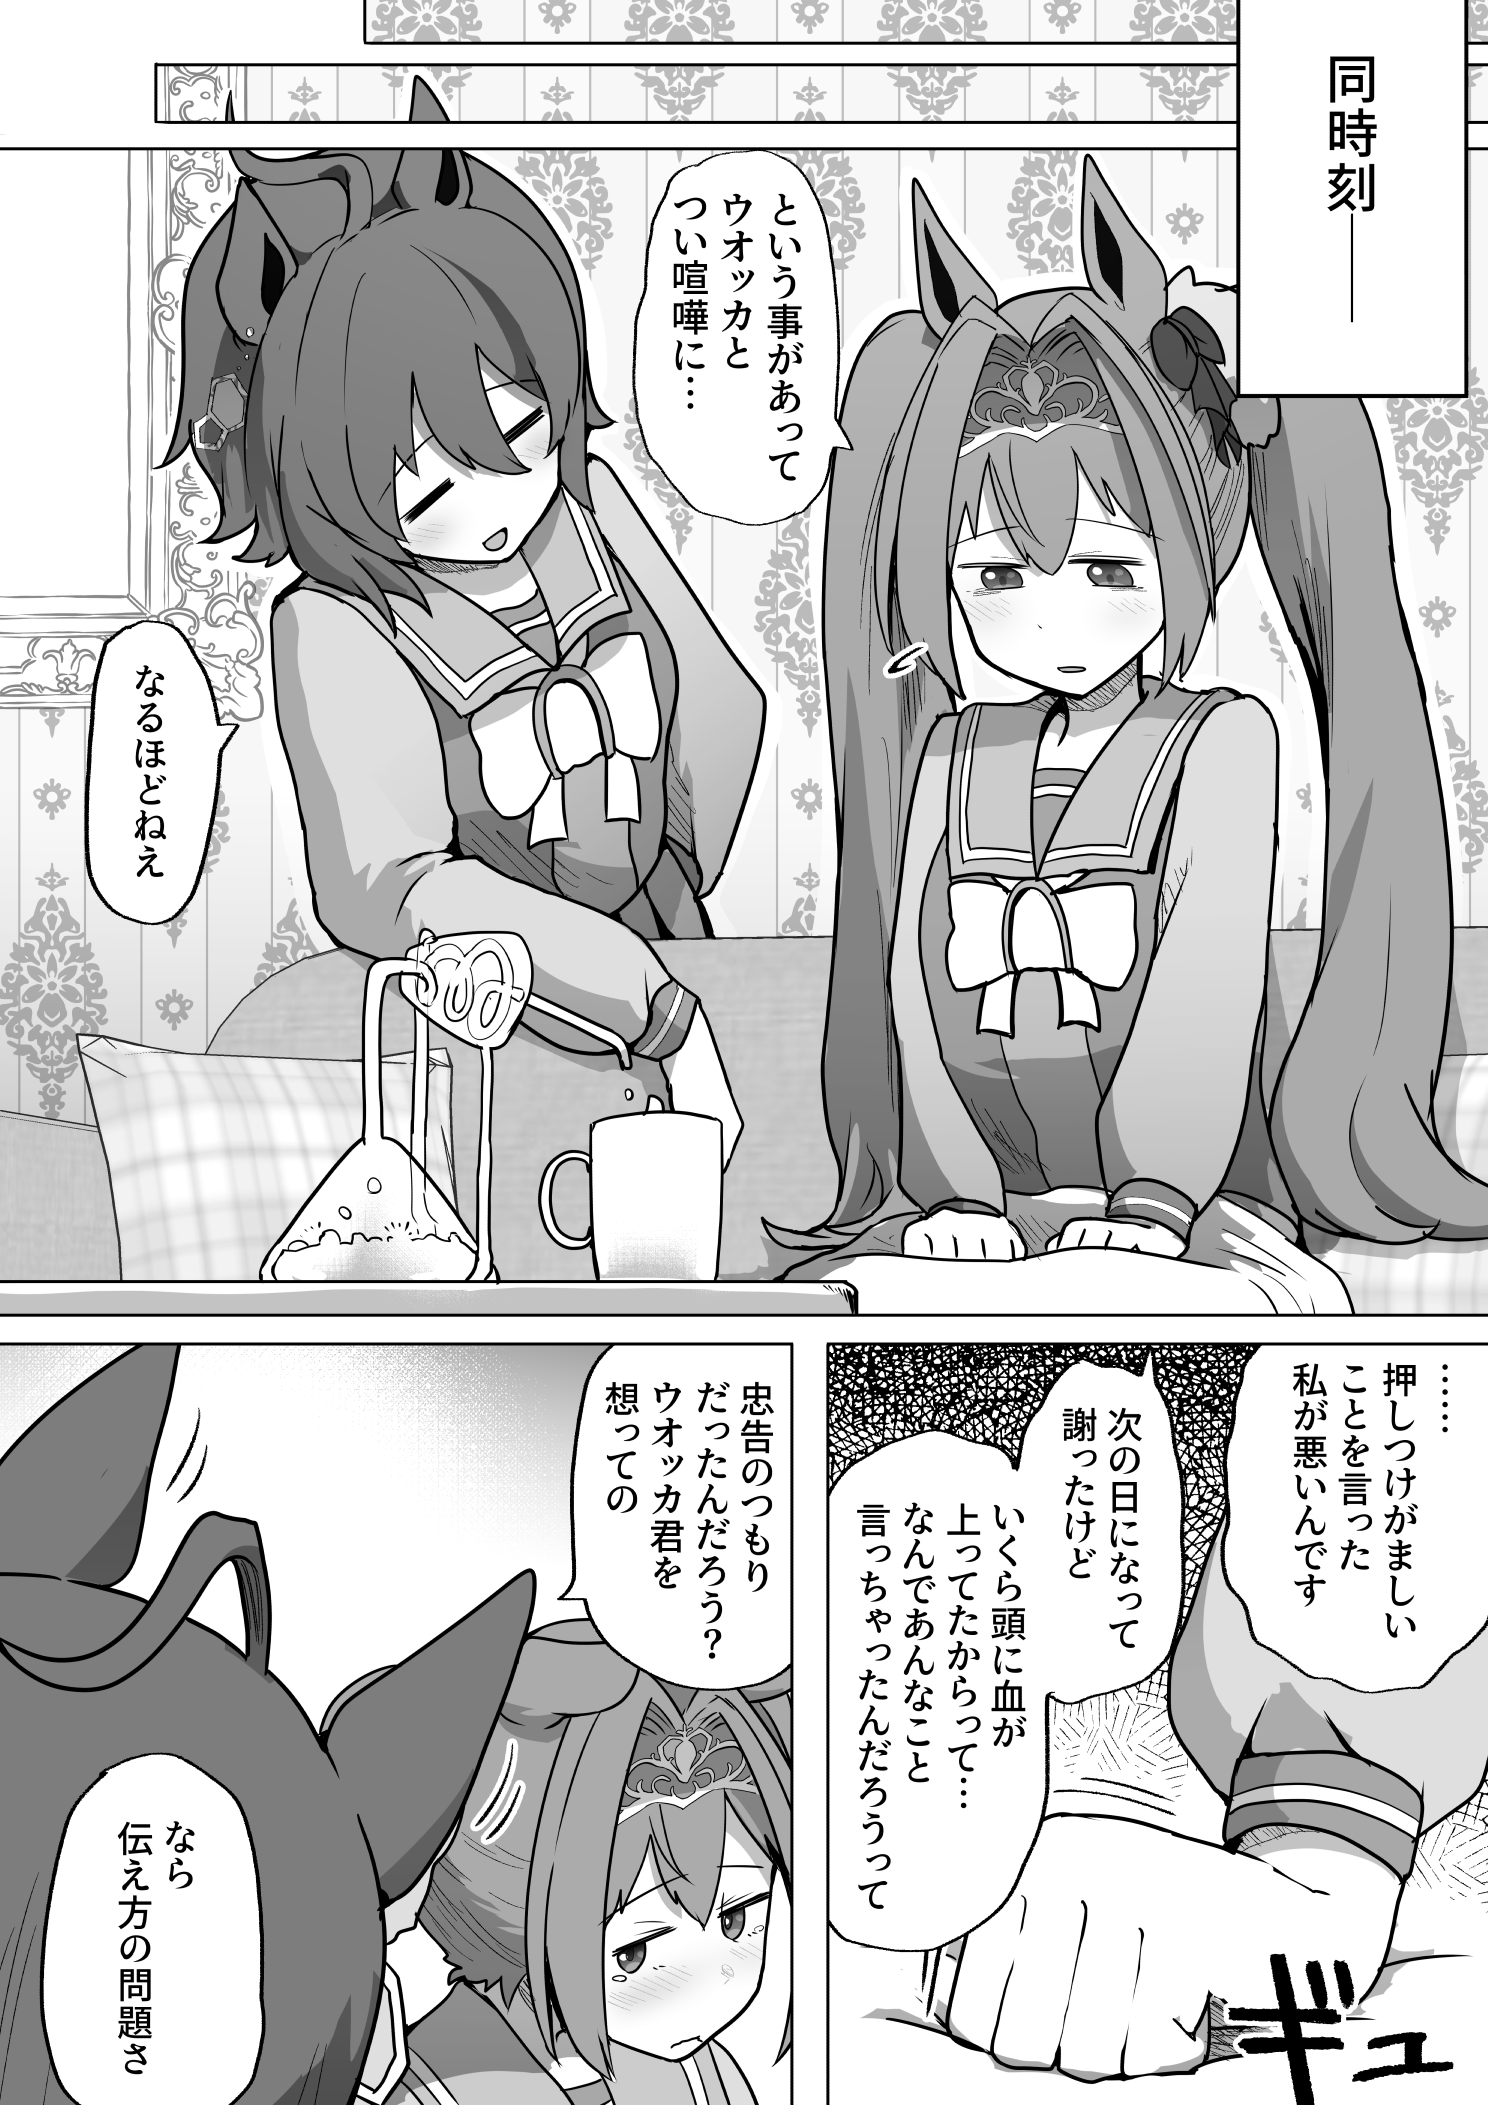 同時刻――
という事があって
ウオッカと
つい喧嘩に…
なるほどねえ
……
押しつけがましい
ことを言った
私が悪いんです
次の日になって
謝ったけど
いくら頭に血が
上ってたからって…
なんであんなこと
言っちゃったんだろうって
ギュ
忠告のつもり
だったんだろう?
ウオッカ君を
想っての
なら
伝え方の問題さ